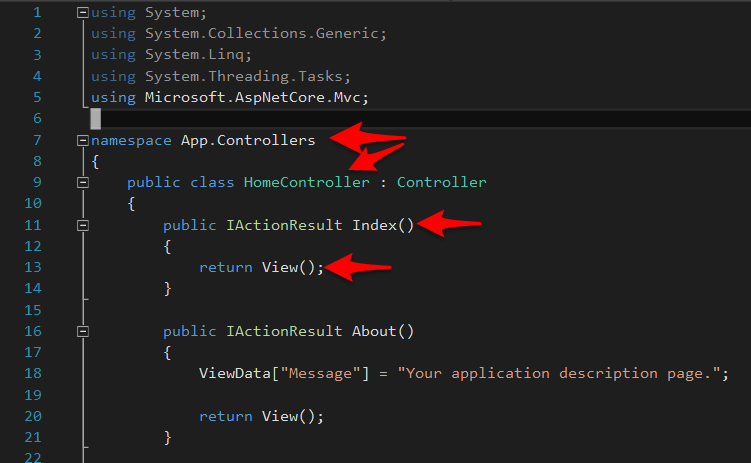 1 using System;
2 using System.Collections.Generic;
3 using System.Linq;
4 using System.Threading.Tasks;
5 using Microsoft.AspNetCore.Mvc;
6
7 namespace App.Controllers
8 {
9 public class HomeController : Controller
10 {
11 public IActionResult Index()
12 {
13 return View();
14 }
15
16 public IActionResult About()
17 {
18 ViewData["Message"] = "Your application description page.";
19
20 return View();
21 }
22